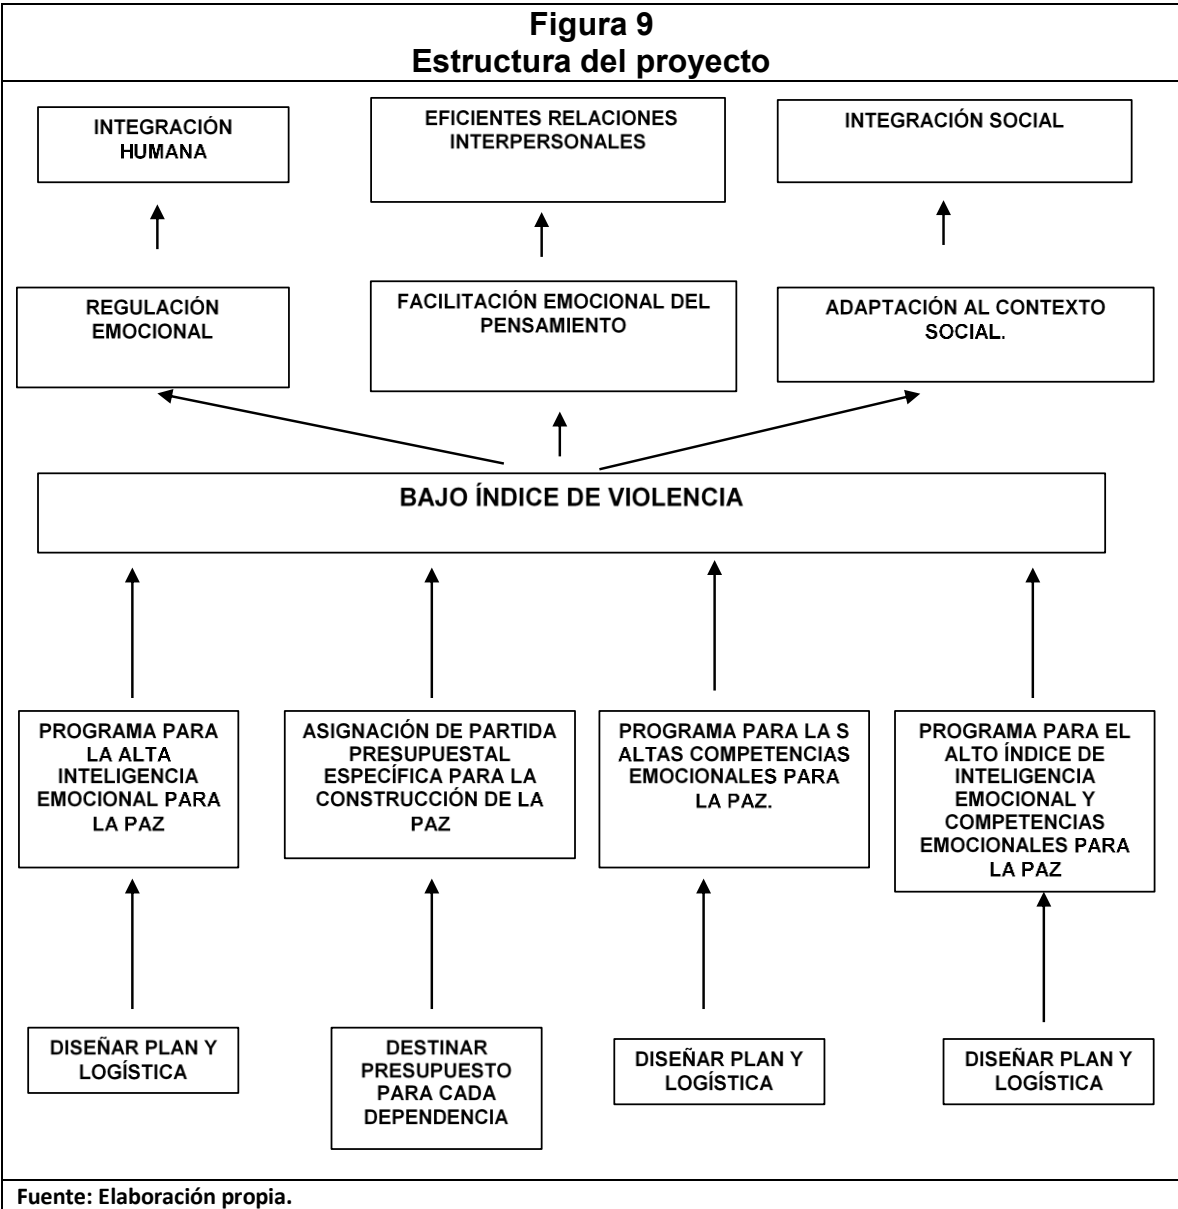 Figura 9
Estructura del proyecto
INTEGRACIÓN
HUMANA
EFICIENTES RELACIONES
INTERPERSONALES
INTEGRACIÓN SOCIAL
REGULACIÓN
EMOCIONAL
FACILITACIÓN EMOCIONAL DEL
PENSAMIENTO
ADAPTACIÓN AL CONTEXTO
SOCIAL.
BAJO ÍNDICE DE VIOLENCIA
PROGRAMA PARA
LA ALTA
INTELIGENCIA
EMOCIONAL PARA
LA PAZ
ASIGNACIÓN DE PARTIDA
PRESUPUESTAL
ESPECÍFICA PARA LA
CONSTRUCCIÓN DE LA
PAZ
PROGRAMA PARA LA S
ALTAS COMPETENCIAS
EMOCIONALES PARA
LA PAZ.
PROGRAMA PARA EL
ALTO ÍNDICE DE
INTELIGENCIA
EMOCIONAL Y
COMPETENCIAS
EMOCIONALES PARA
LA PAZ
DISEÑAR PLAN Y
LOGÍSTICA
DESTINAR
PRESUPUESTO
PARA CADA
DEPENDENCIA
DISEÑAR PLAN Y
LOGÍSTICA
DISEÑAR PLAN Y
LOGÍSTICA
Fuente: Elaboración propia.